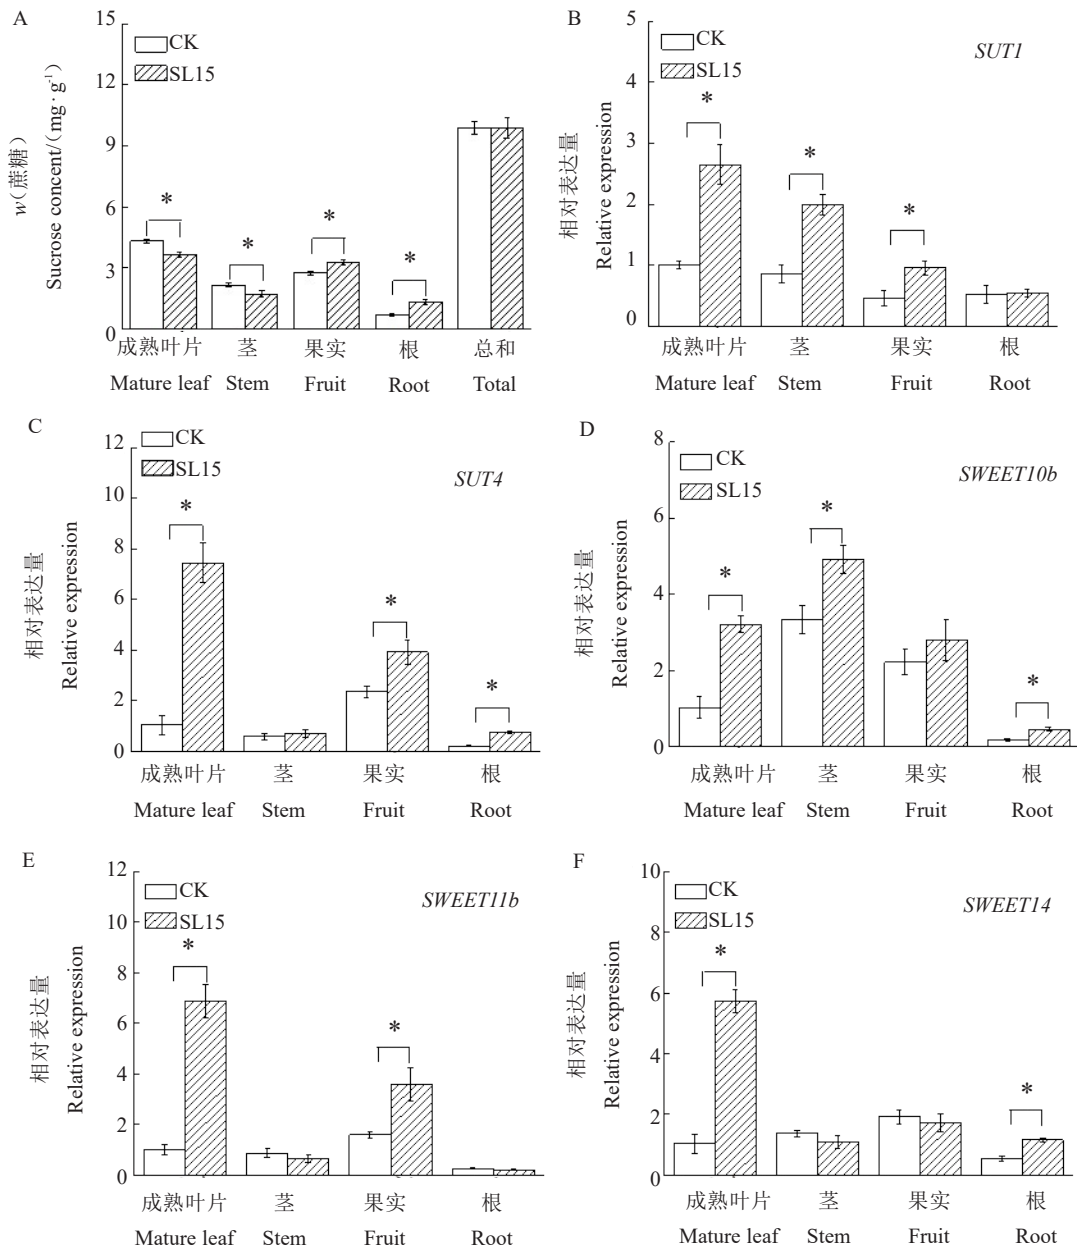 A
w(蔗糖)
Sucrose concent/(mg·g⁻¹)
15
12
9
6
3
0
CK
SL15
*
*
*
*
成熟叶片 茎 果实 根 总和
Mature leaf Stem Fruit Root Total
B
相对表达量
Relative expression
5
4
3
2
1
0
CK
SL15
SUT1
*
*
*
成熟叶片 茎 果实 根
Mature leaf Stem Fruit Root
C
相对表达量
Relative expression
12
10
8
6
4
2
0
CK
SL15
SUT4
*
*
*
成熟叶片 茎 果实 根
Mature leaf Stem Fruit Root
D
相对表达量
Relative expression
8
6
4
2
0
CK
SL15
SWEET10b
*
*
*
成熟叶片 茎 果实 根
Mature leaf Stem Fruit Root
E
相对表达量
Relative expression
12
10
8
6
4
2
0
CK
SL15
SWEET11b
*
*
成熟叶片 茎 果实 根
Mature leaf Stem Fruit Root
F
相对表达量
Relative expression
10
8
6
4
2
0
CK
SL15
SWEET14
*
*
成熟叶片 茎 果实 根
Mature leaf Stem Fruit Root